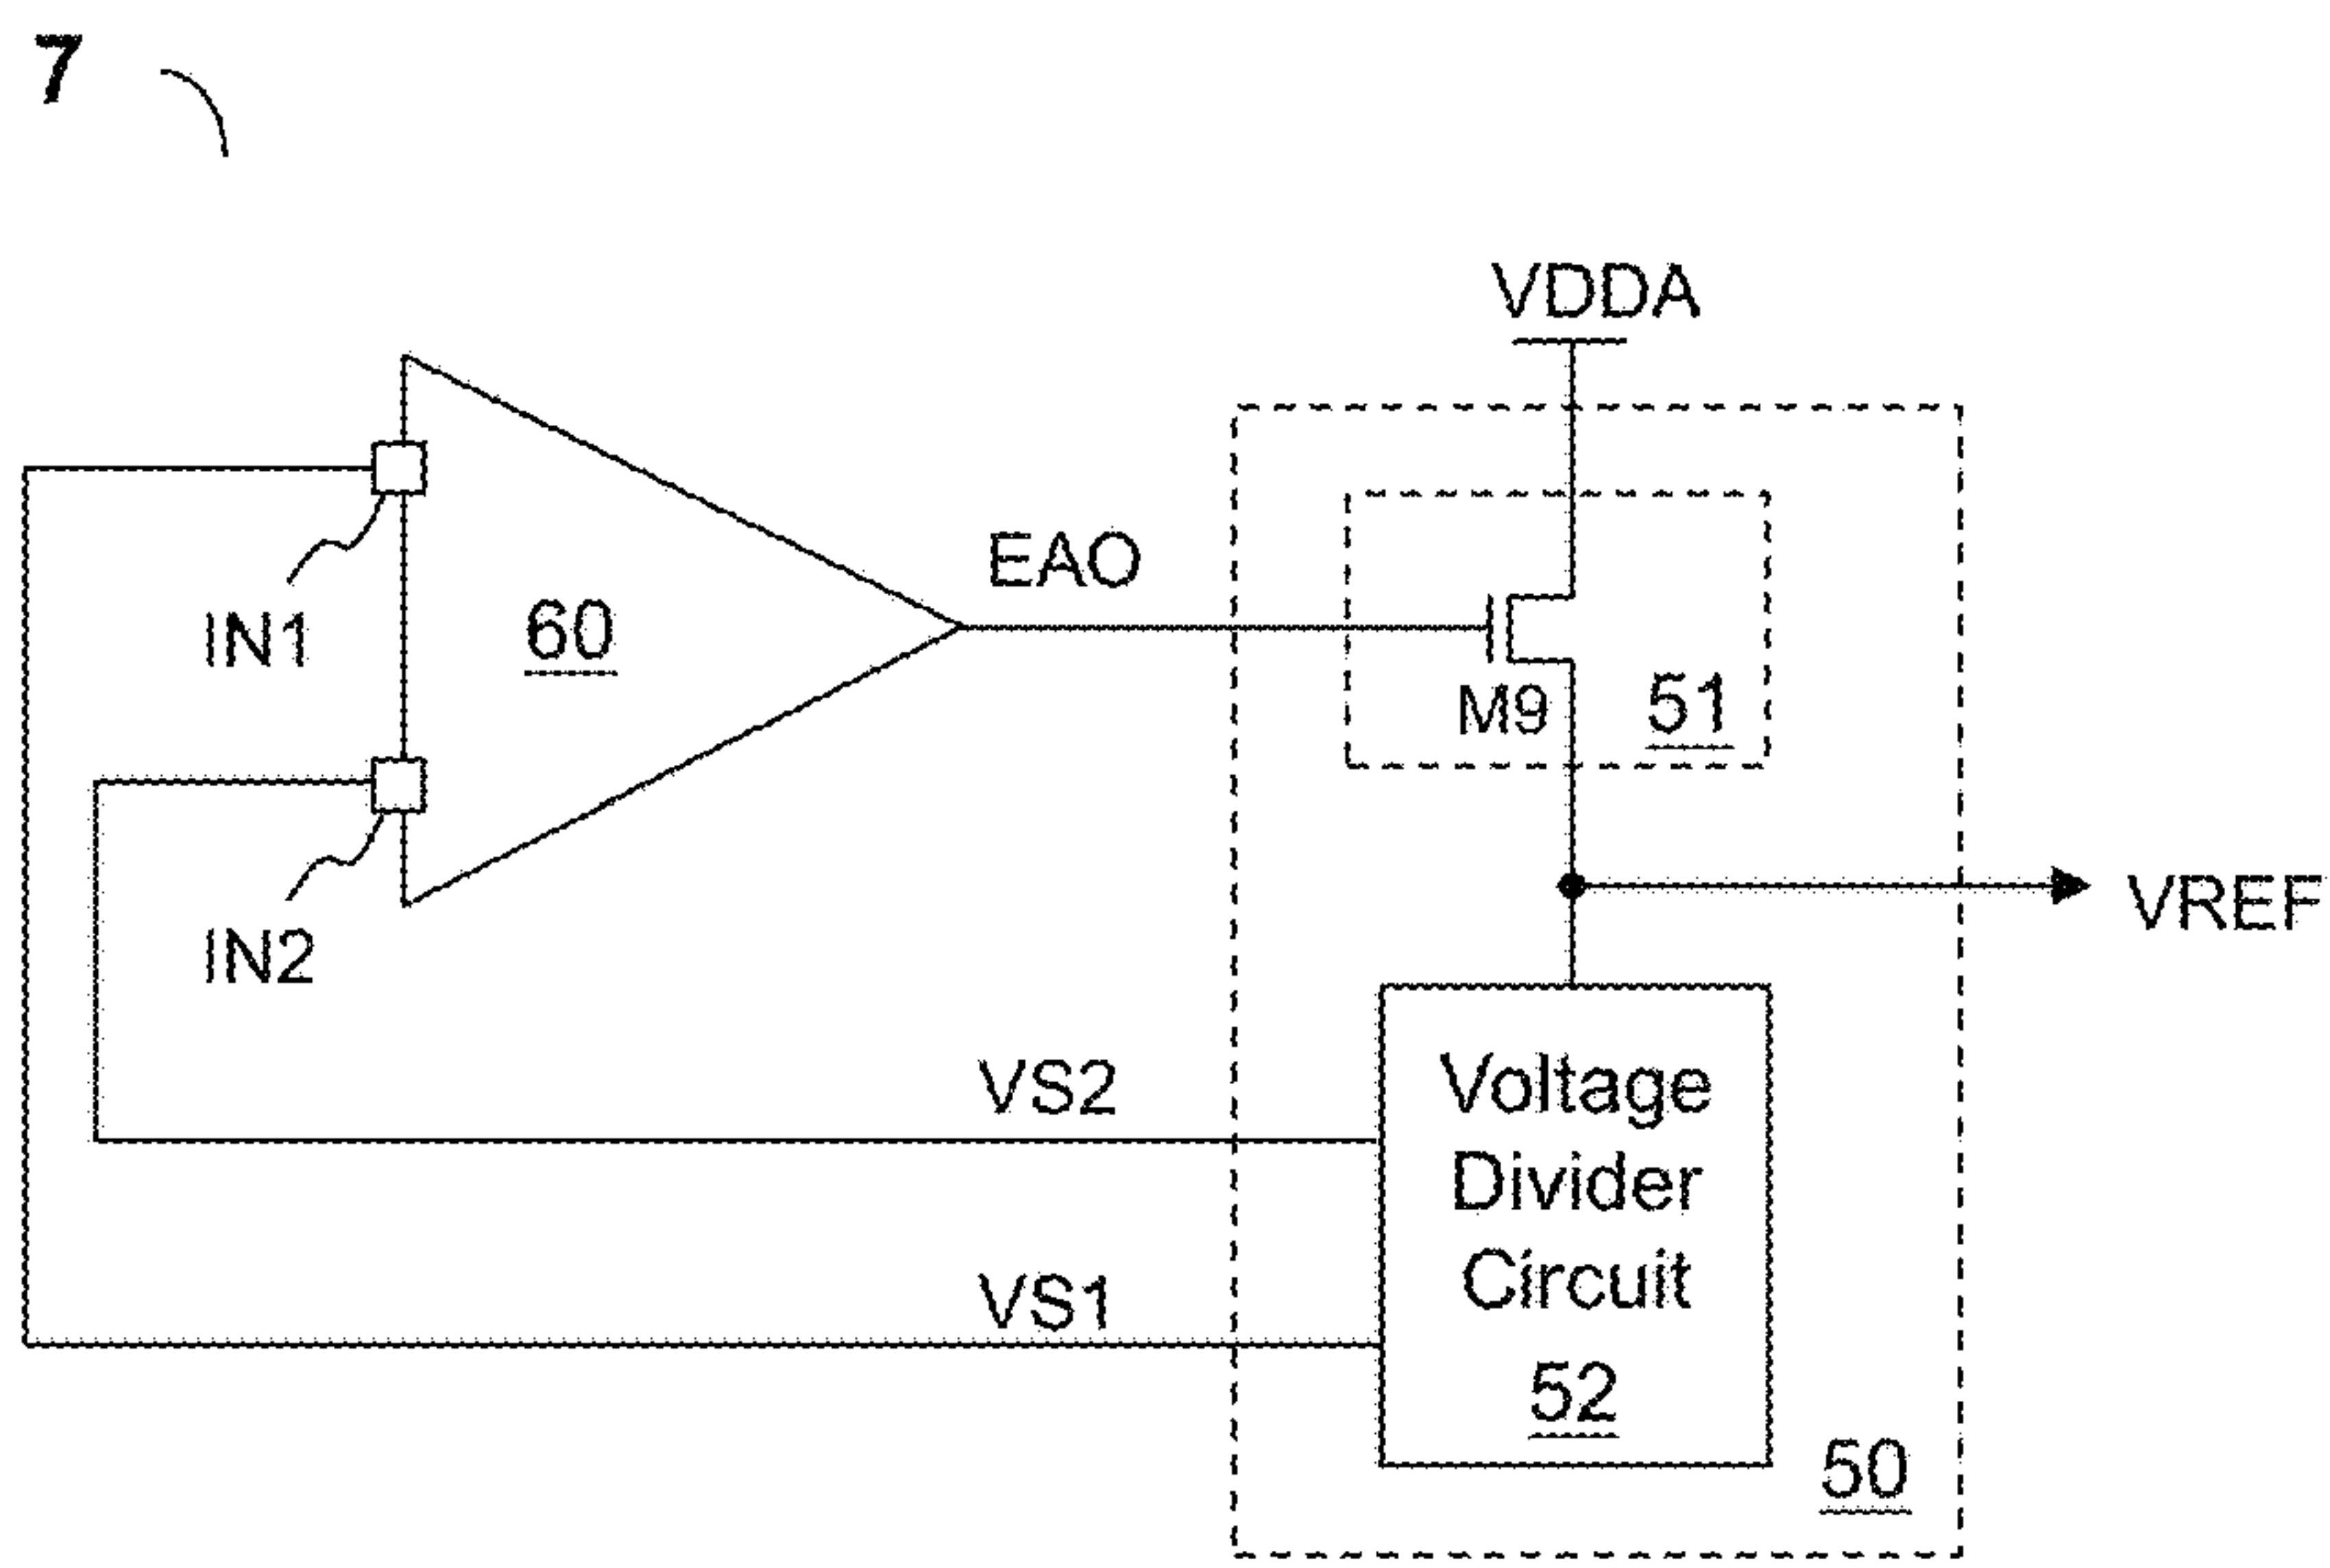 7
VDDA
EAO
IN1
60
M9
51
VREF
IN2
VS2
Voltage
Divider
Circuit
VS1
52
50